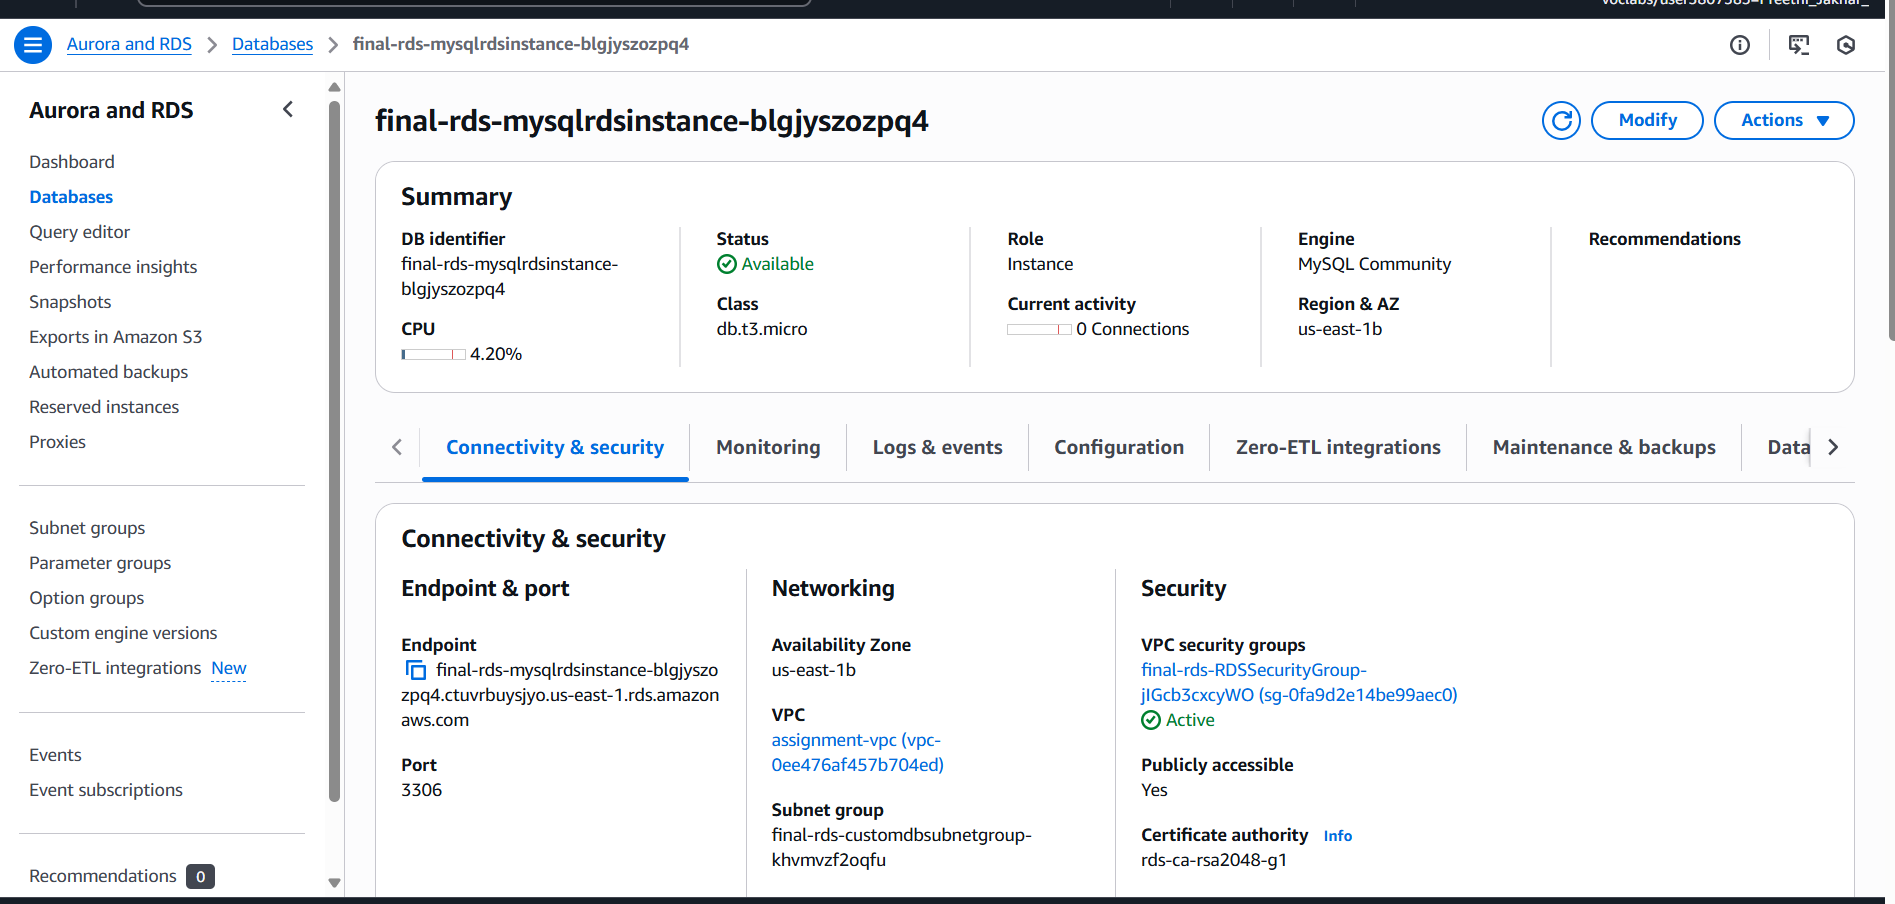 Aurora and RDS > Databases > final-rds-mysqlrdsinstance-blgjyszozpq4
Aurora and RDS
Dashboard
Databases
Query editor
Performance insights
Snapshots
Exports in Amazon S3
Automated backups
Reserved instances
Proxies
Subnet groups
Parameter groups
Option groups
Custom engine versions
Zero-ETL integrations New
Events
Event subscriptions
Recommendations 0
final-rds-mysqlrdsinstance-blgjyszozpq4
Modify
Actions
Summary
DB identifier
final-rds-mysqlrdsinstance-
blgjyszozpq4
CPU
4.20%
Status
Available
Class
db.t3.micro
Role
Instance
Current activity
0 Connections
Engine
MySQL Community
Region & AZ
us-east-1b
Recommendations
Connectivity & security
Monitoring
Logs & events
Configuration
Zero-ETL integrations
Maintenance & backups
Data
Connectivity & security
Endpoint & port
Endpoint
final-rds-mysqlrdsinstance-blgjyszo
zpq4.ctuvrbuysjyo.us-east-1.rds.amazon
aws.com
Port
3306
Networking
Availability Zone
us-east-1b
VPC
assignment-vpc (vpc-
0ee476af457b704ed)
Subnet group
final-rds-customdbsubnetgroup-
khvmvzf2oqfu
Security
VPC security groups
final-rds-RDSSecurityGroup-
jIGcb3cxcyWO (sg-0fa9d2e14be99aec0)
Active
Publicly accessible
Yes
Certificate authority Info
rds-ca-rsa2048-g1